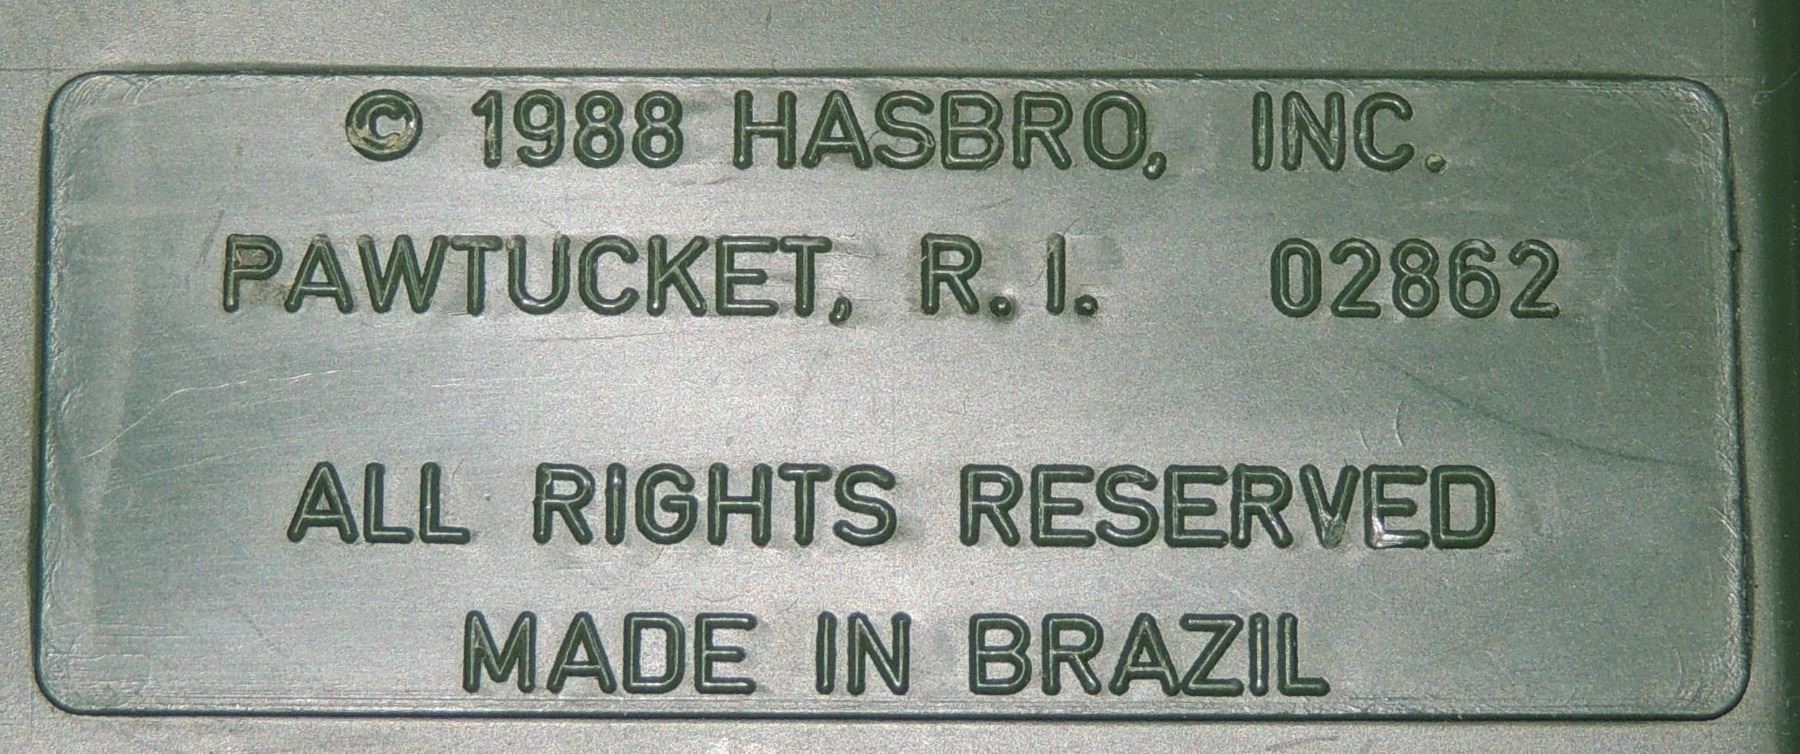 © 1988 HASBRO, INC.
PAWTUCKET, R.I. 02862
ALL RIGHTS RESERVED
MADE IN BRAZIL